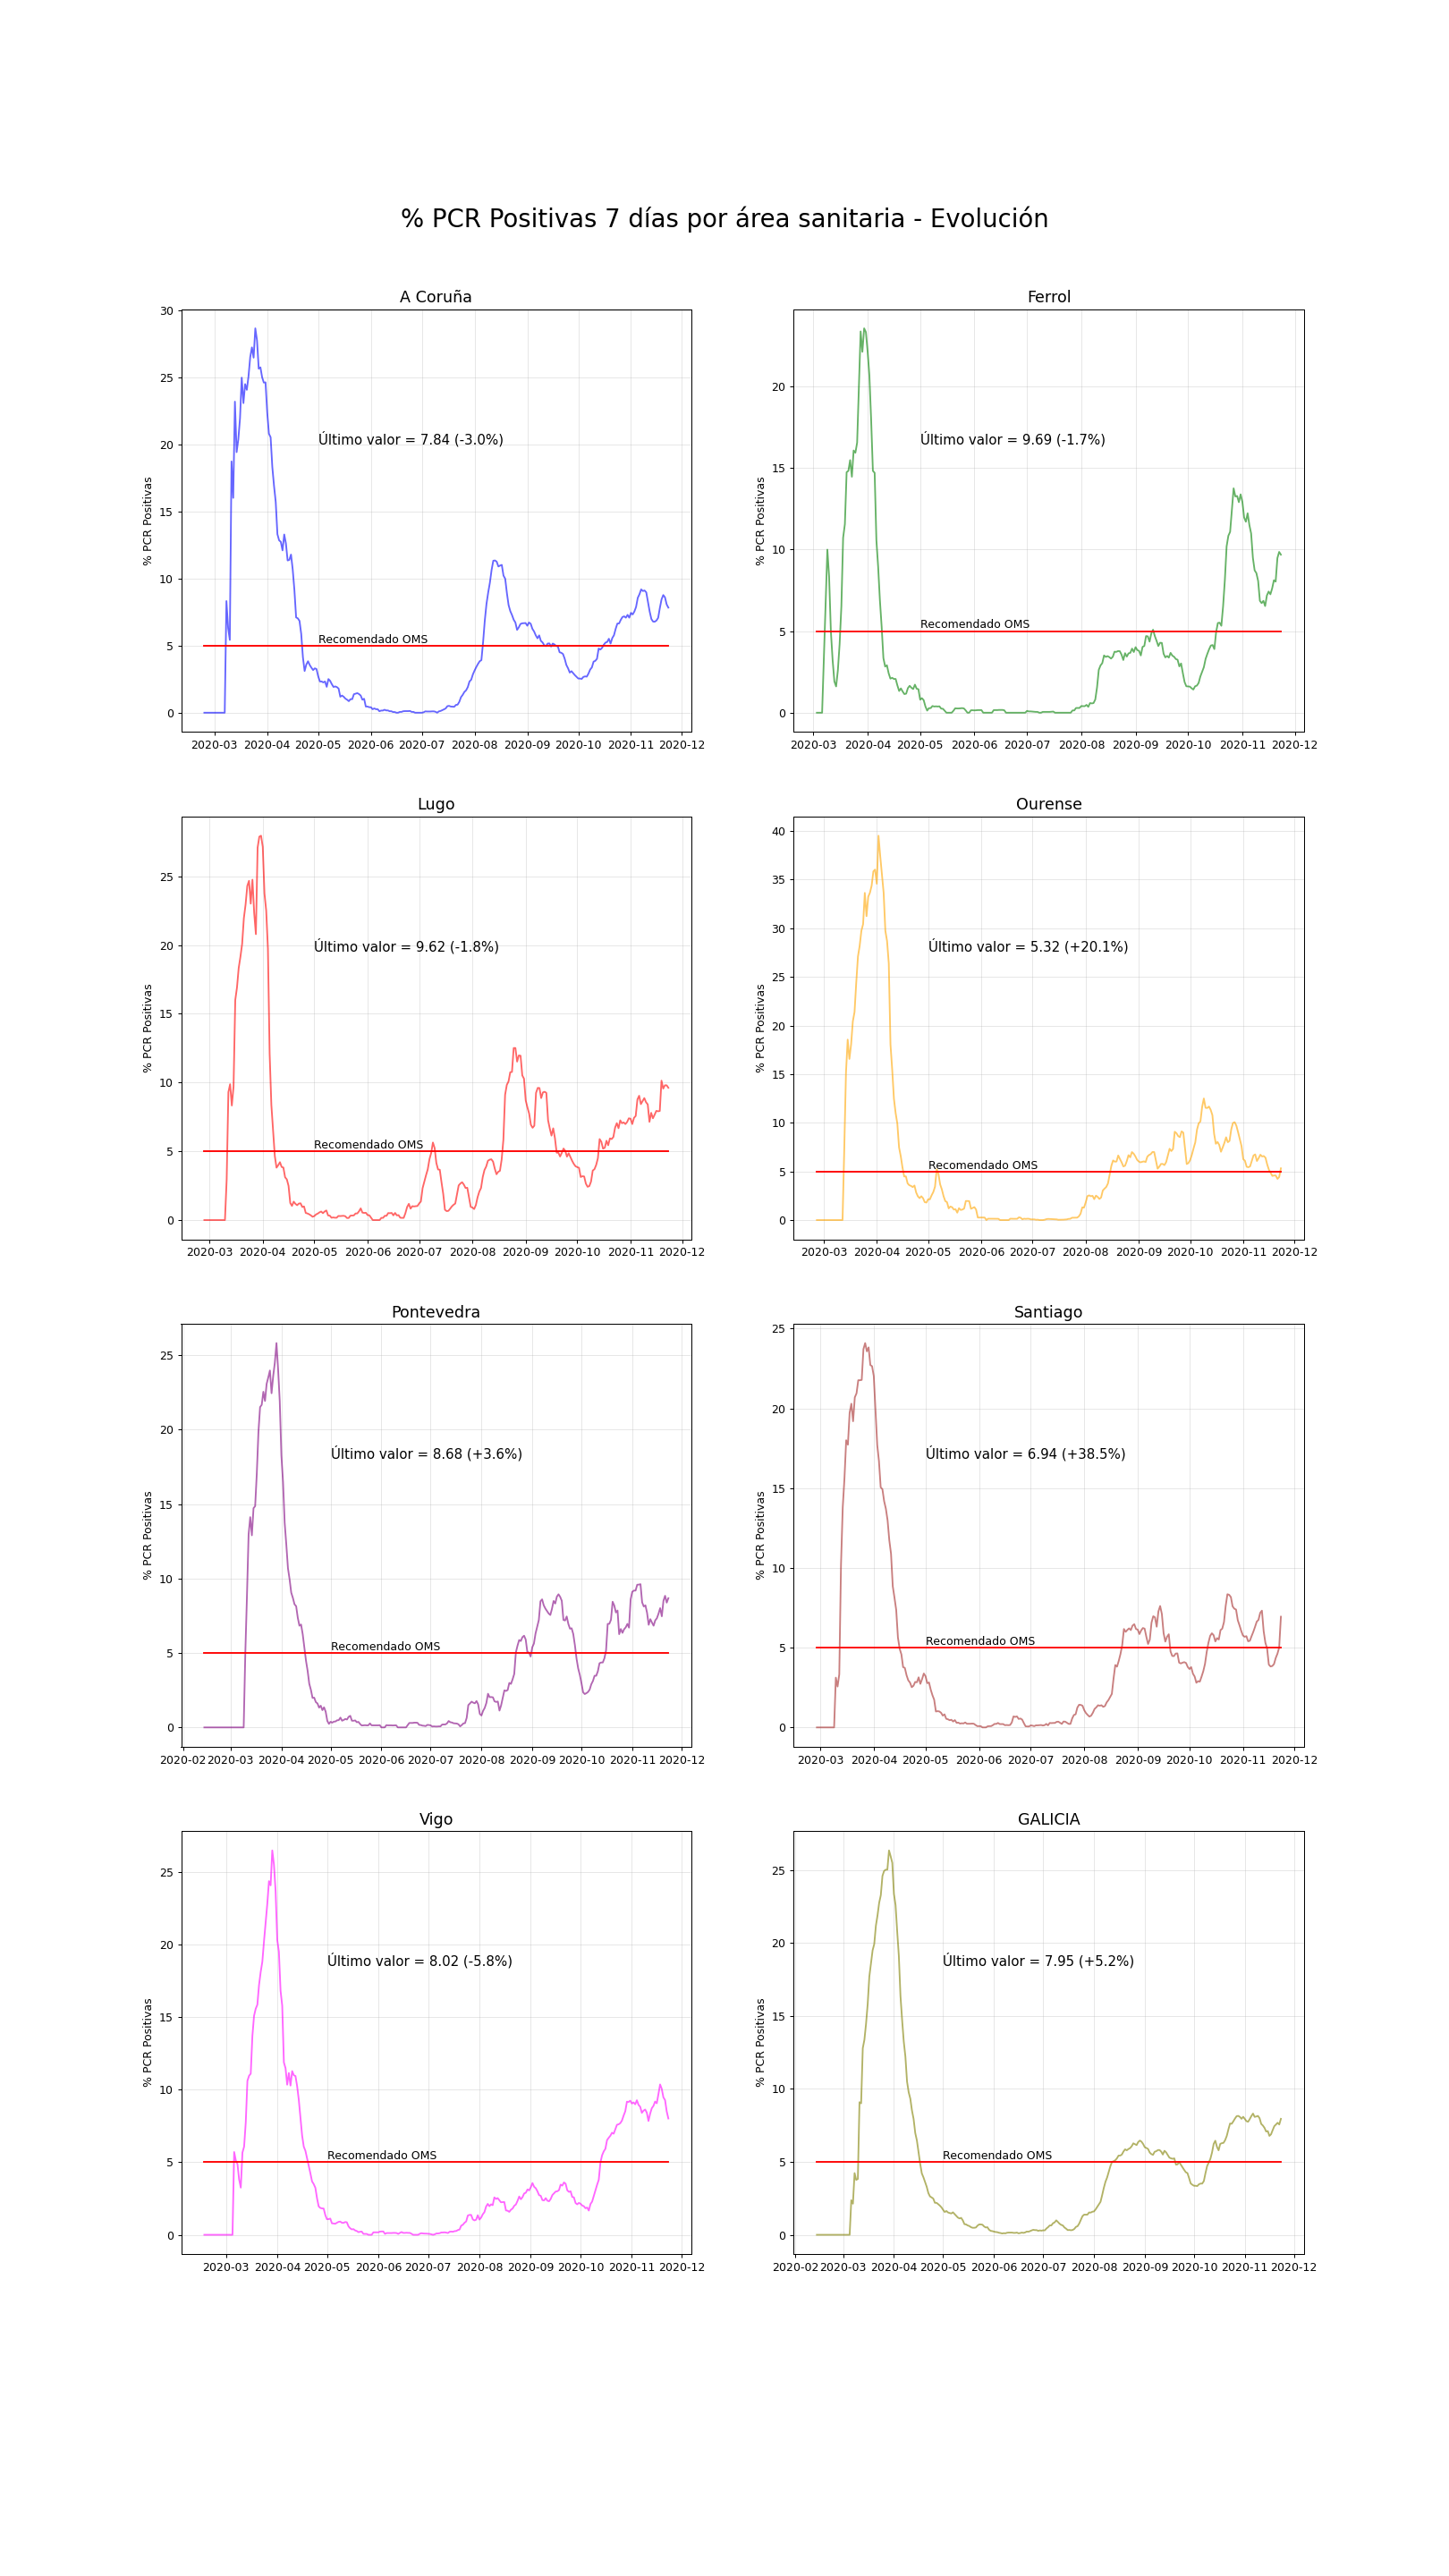 % PCR Positivas 7 días por área sanitaria - Evolución
A Coruña
% PCR Positivas
30
25
20
15
10
5
0
Último valor = 7.84 (-3.0%)
Recomendado OMS
2020-03 2020-04 2020-05 2020-06 2020-07 2020-08 2020-09 2020-10 2020-11 2020-12
Ferrol
% PCR Positivas
20
15
10
5
0
Último valor = 9.69 (-1.7%)
Recomendado OMS
2020-03 2020-04 2020-05 2020-06 2020-07 2020-08 2020-09 2020-10 2020-11 2020-12
Lugo
% PCR Positivas
25
20
15
10
5
0
Último valor = 9.62 (-1.8%)
Recomendado OMS
2020-03 2020-04 2020-05 2020-06 2020-07 2020-08 2020-09 2020-10 2020-11 2020-12
Ourense
% PCR Positivas
40
35
30
25
20
15
10
5
0
Último valor = 5.32 (+20.1%)
Recomendado OMS
2020-03 2020-04 2020-05 2020-06 2020-07 2020-08 2020-09 2020-10 2020-11 2020-12
Pontevedra
% PCR Positivas
25
20
15
10
5
0
Último valor = 8.68 (+3.6%)
Recomendado OMS
2020-02 2020-03 2020-04 2020-05 2020-06 2020-07 2020-08 2020-09 2020-10 2020-11 2020-12
Santiago
% PCR Positivas
25
20
15
10
5
0
Último valor = 6.94 (+38.5%)
Recomendado OMS
2020-03 2020-04 2020-05 2020-06 2020-07 2020-08 2020-09 2020-10 2020-11 2020-12
Vigo
% PCR Positivas
25
20
15
10
5
0
Último valor = 8.02 (-5.8%)
Recomendado OMS
2020-03 2020-04 2020-05 2020-06 2020-07 2020-08 2020-09 2020-10 2020-11 2020-12
GALICIA
% PCR Positivas
25
20
15
10
5
0
Último valor = 7.95 (+5.2%)
Recomendado OMS
2020-02 2020-03 2020-04 2020-05 2020-06 2020-07 2020-08 2020-09 2020-10 2020-11 2020-12